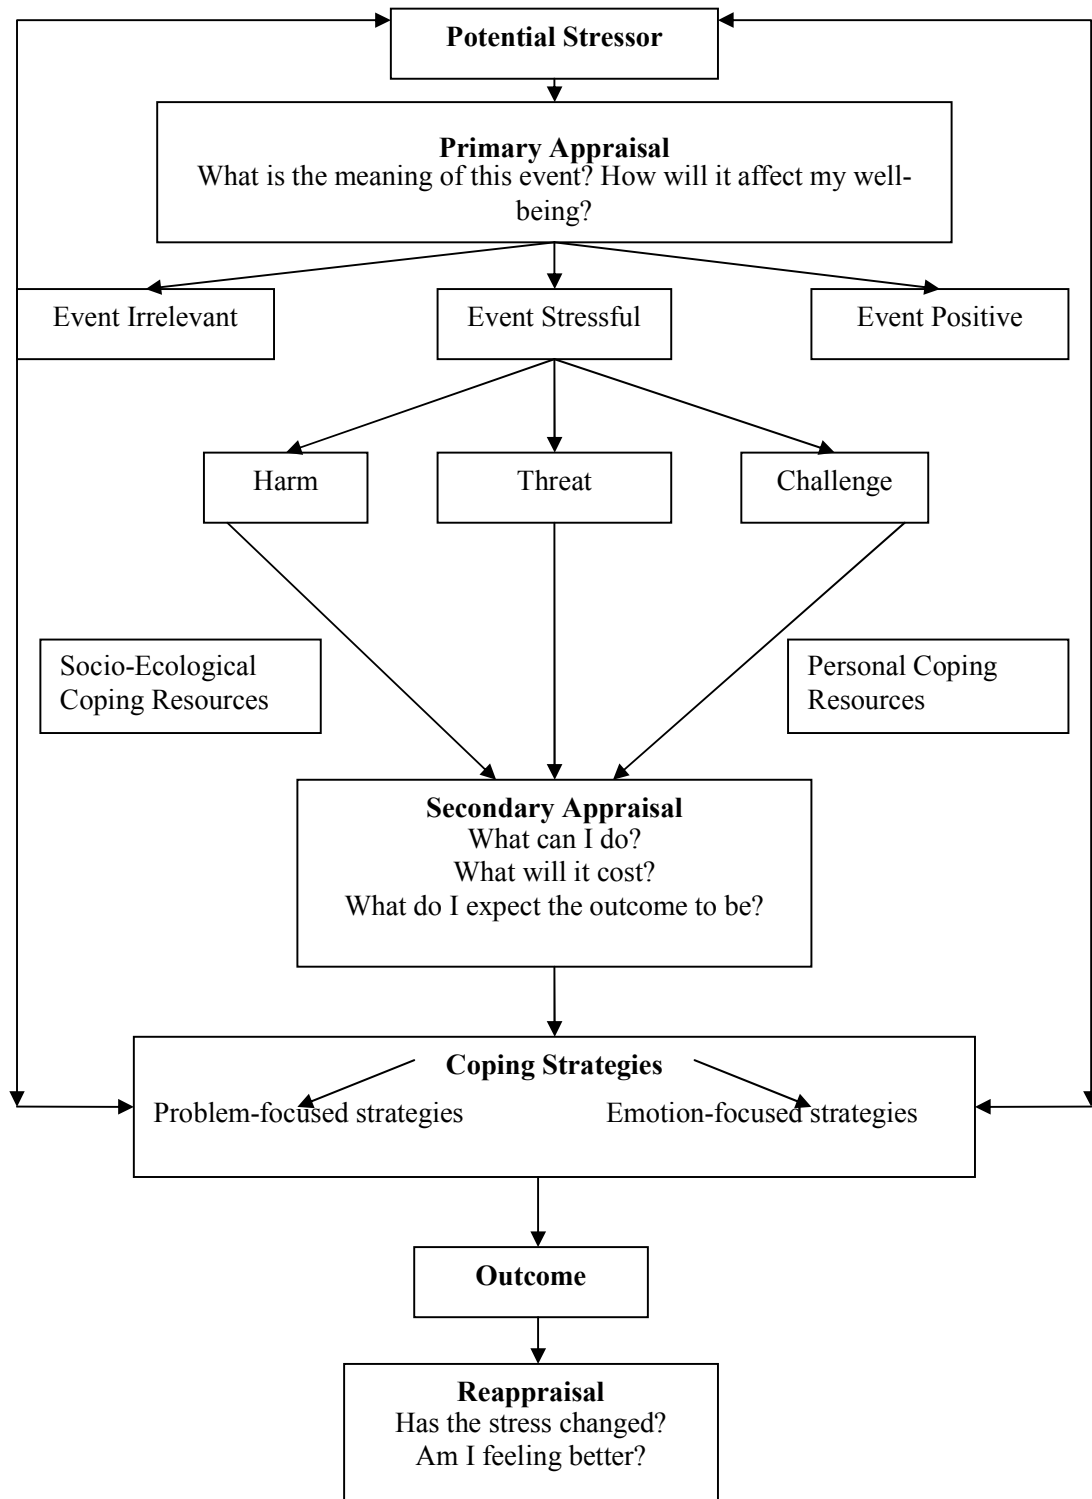 Potential Stressor
Primary Appraisal
What is the meaning of this event? How will it affect my well-
being?
Event Irrelevant
Event Stressful
Event Positive
Harm
Threat
Challenge
Socio-Ecological
Coping Resources
Personal Coping
Resources
Secondary Appraisal
What can I do?
What will it cost?
What do I expect the outcome to be?
Coping Strategies
Problem-focused strategies
Emotion-focused strategies
Outcome
Reappraisal
Has the stress changed?
Am I feeling better?